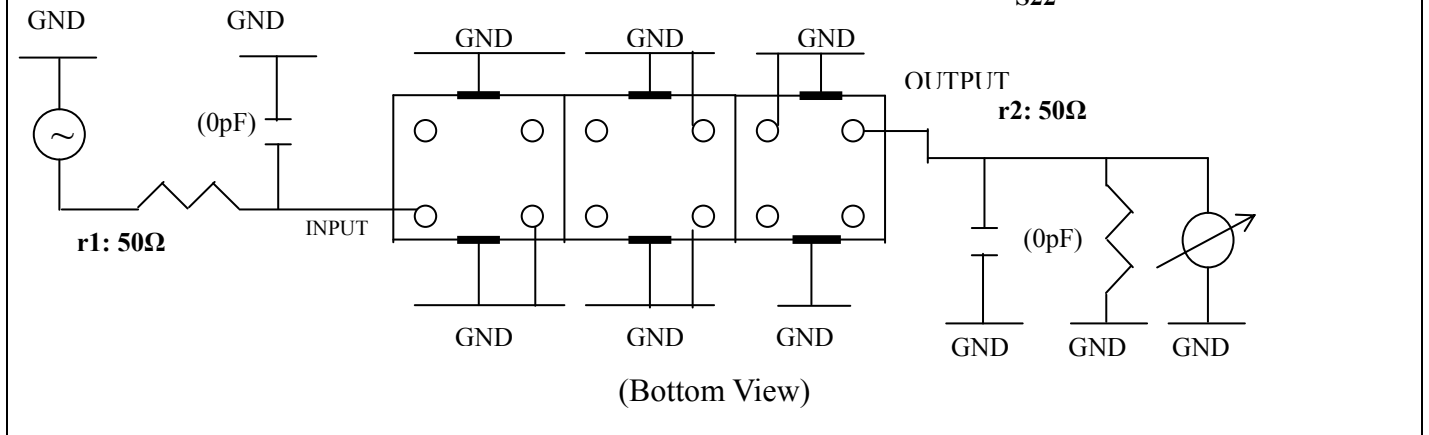 S22
GND
GND
GND
GND
GND
OUTPUT
r2: 50Ω
(0pF)
~
INPUT
r1: 50Ω
(0pF)
GND
GND
GND
GND
GND
GND
(Bottom View)